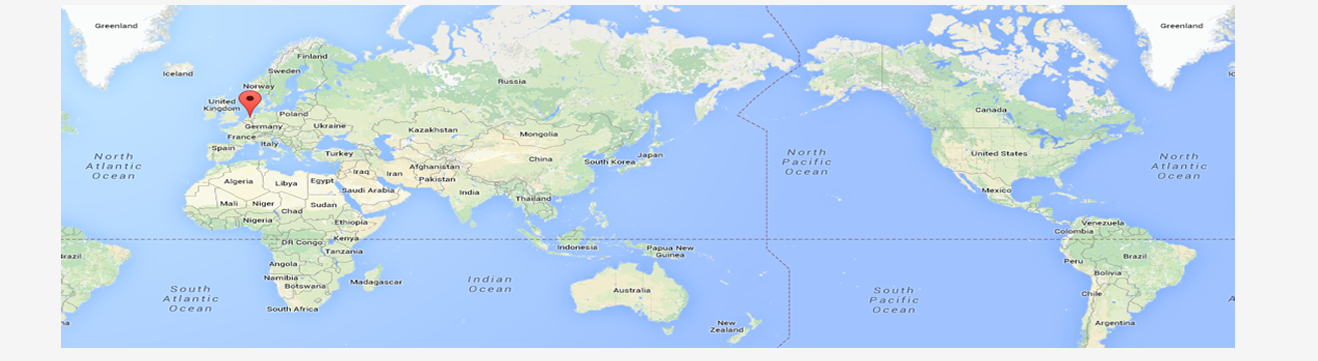 Greenland
Greenland
Iceland
Finland
Sweden
Norway
Russia
United
Kingdom
Poland
Germany
Ukraine
France
Kazakhstan
Mongolia
Spain
Italy
Turkey
China
South Korea
Japan
Afghanistan
Iraq
Iran
Pakistan
North
Atlantic
Ocean
Algeria
Libya
Egypt
Saudi Arabia
India
Mali
Niger
Chad
Sudan
Thailand
Nigeria
Ethiopia
DR Congo
Kenya
Tanzania
Indonesia
Papua New
Guinea
Angola
Namibia
Botswana
Madagascar
South Africa
South
Atlantic
Ocean
Indian
Ocean
Australia
New
Zealand
North
Pacific
Ocean
South
Pacific
Ocean
Canada
United States
Mexico
North
Atlantic
Ocean
Venezuela
Colombia
Brazil
Peru
Bolivia
Chile
Argentina
razil
na
Ic
A